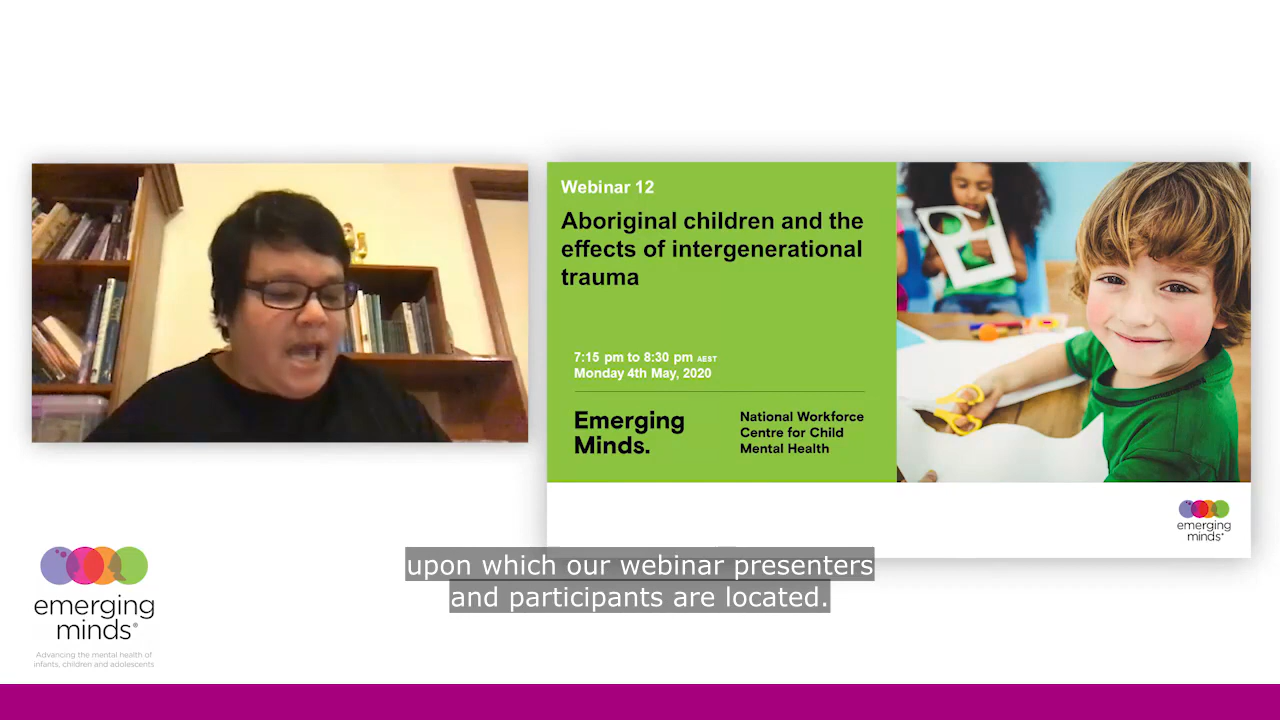 Webinar 12
Aboriginal children and the
effects of intergenerational
trauma
7:15 pm to 8:30 pm AEST
Monday 4th May, 2020
Emerging
Minds.
National Workforce
Centre for Child
Mental Health
emerging
minds®
upon which our webinar presenters
and participants are located.
emerging
minds®
Advancing the mental health of
infants, children and adolescents